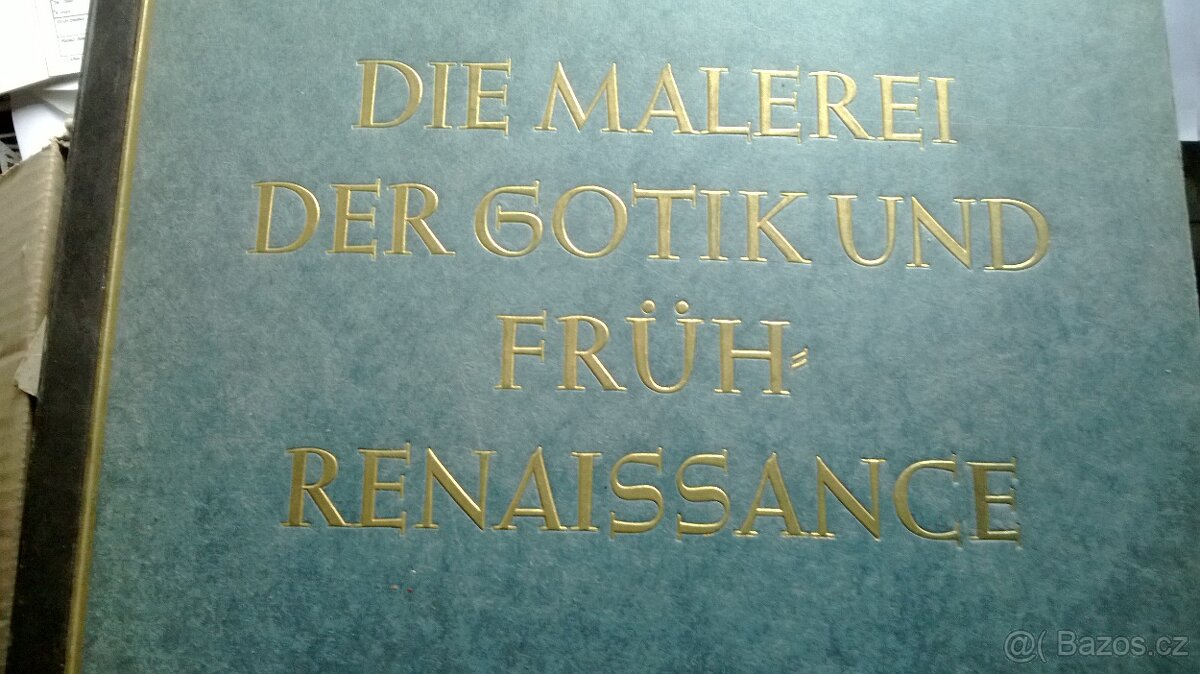 DIE MALEREI
DER GOTIK UND
FRÜH=
RENAISSANCE
@( Bazos.cz